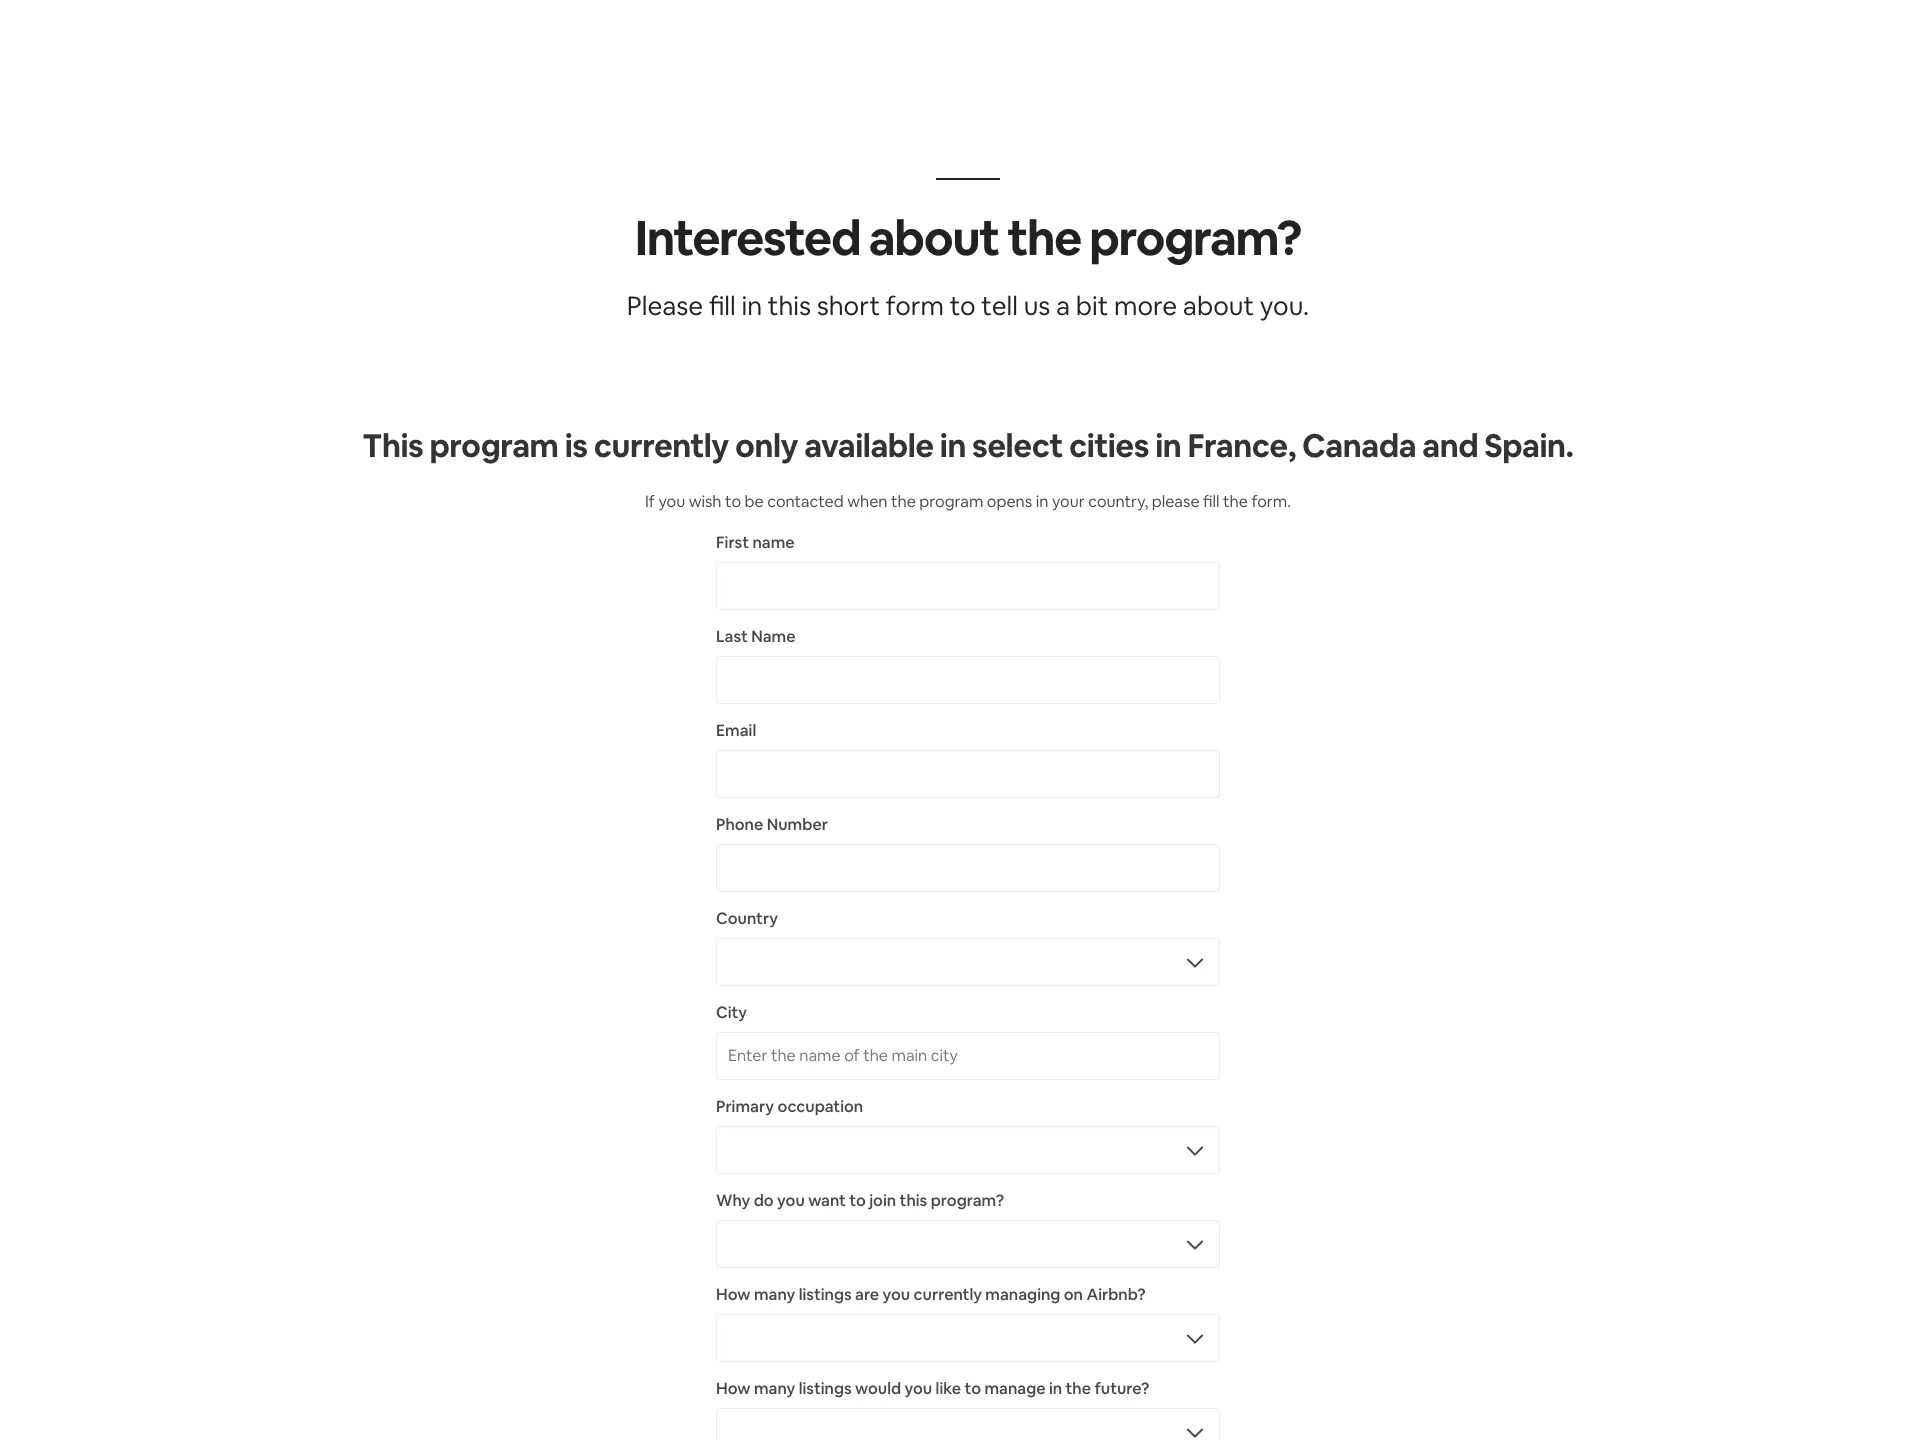 Interested about the program?
Please fill in this short form to tell us a bit more about you.
This program is currently only available in select cities in France, Canada and Spain.
If you wish to be contacted when the program opens in your country, please fill the form.
First name
Last Name
Email
Phone Number
Country
City
Enter the name of the main city
Primary occupation
Why do you want to join this program?
How many listings are you currently managing on Airbnb?
How many listings would you like to manage in the future?